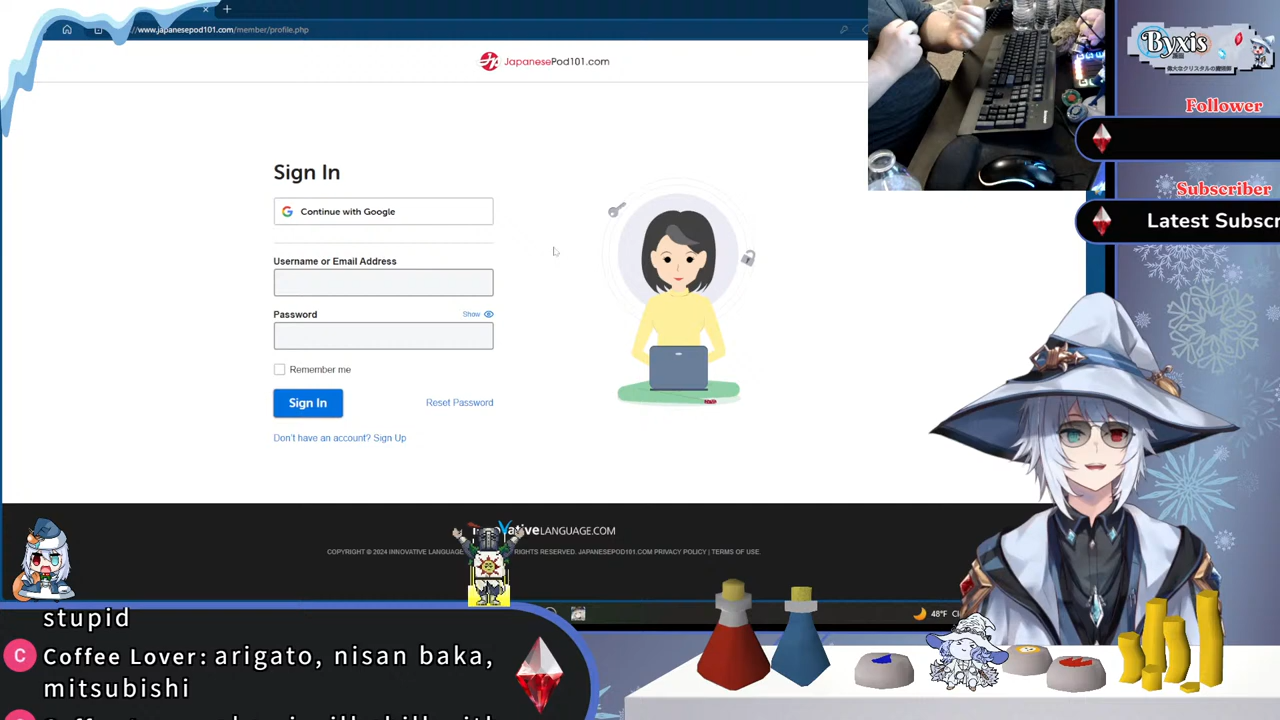 www.japanesepod101.com/member/profile.php
JapanesePod101.com
Byxis
Follower
Sign In
Subscriber
Continue with Google
Latest Subscr
Username or Email Address
Password
Show
Remember me
Sign In
Reset Password
Don't have an account? Sign Up
LANGUAGE.COM
COPYRIGHT © 2024 INNOVATIVE LANGUAGE
RIGHTS RESERVED. JAPANESEPOD101.COM PRIVACY POLICY | TERMS OF USE.
48°F
stupid
C
Coffee Lover: arigato, nisan baka,
mitsubishi